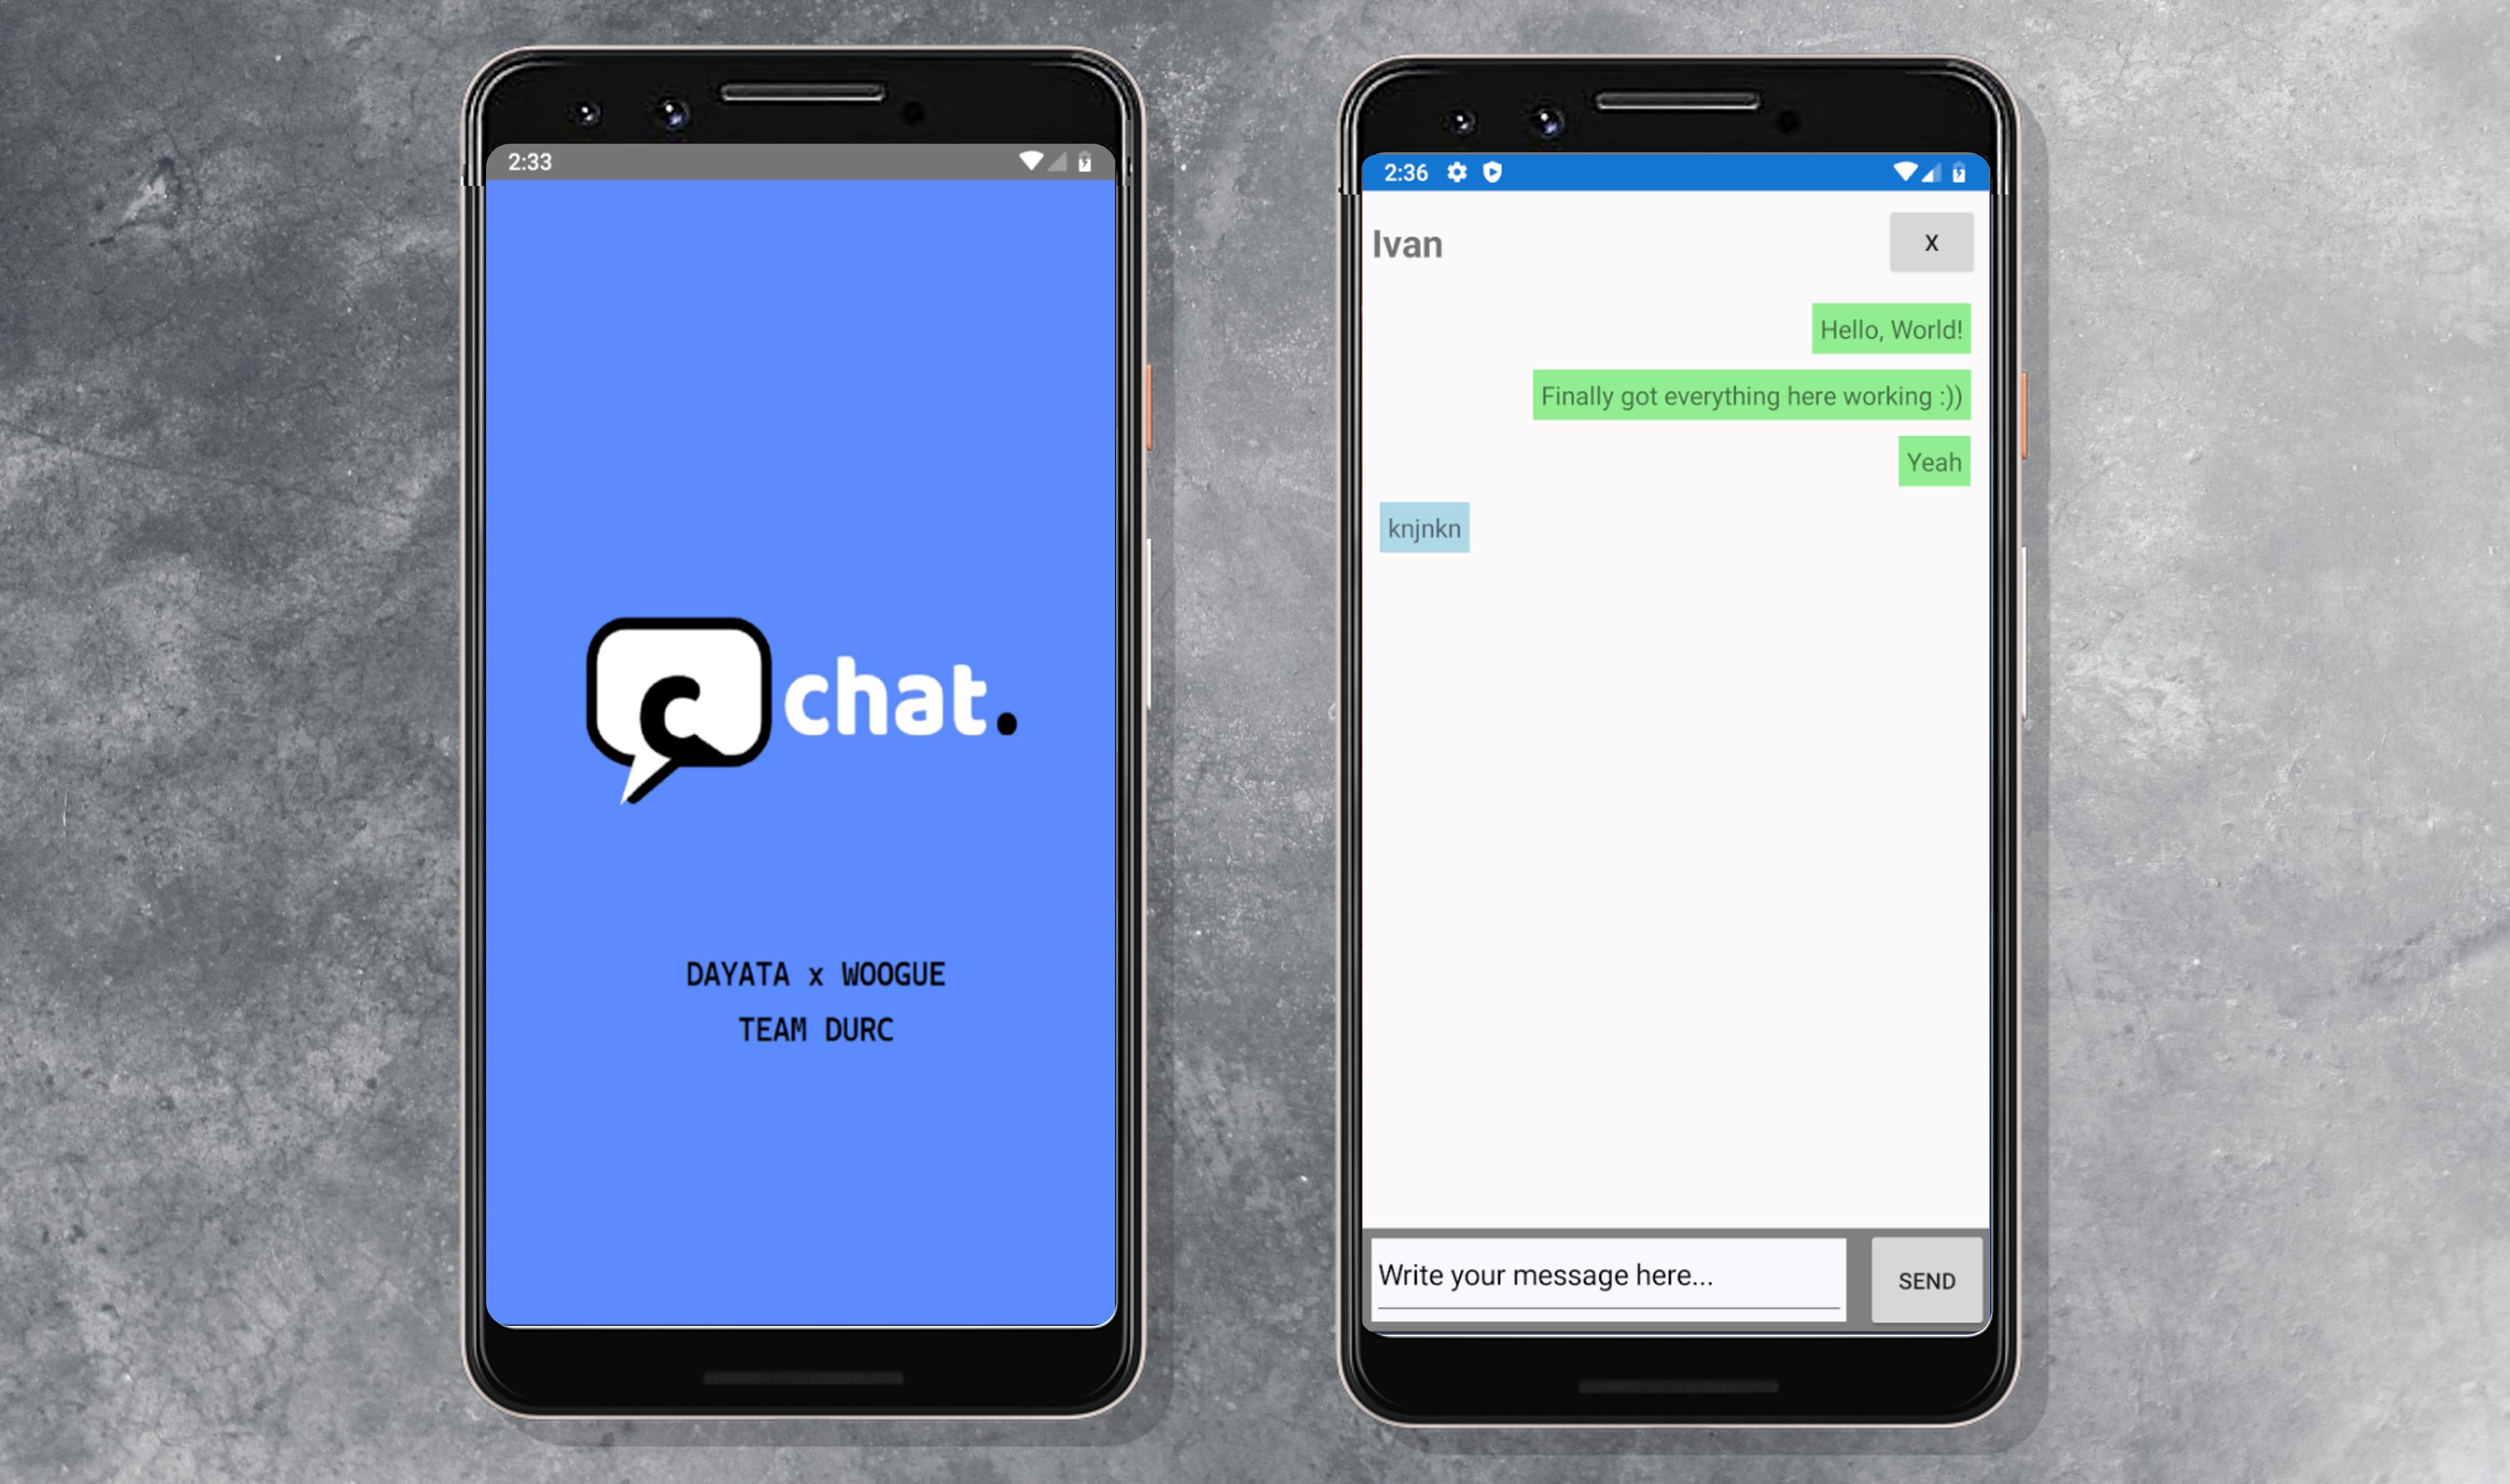 2:33
c chat.
DAYATA x WOOGUE
TEAM DURC
2:36
Ivan
X
Hello, World!
Finally got everything here working :))
Yeah
knjnkn
Write your message here...
SEND